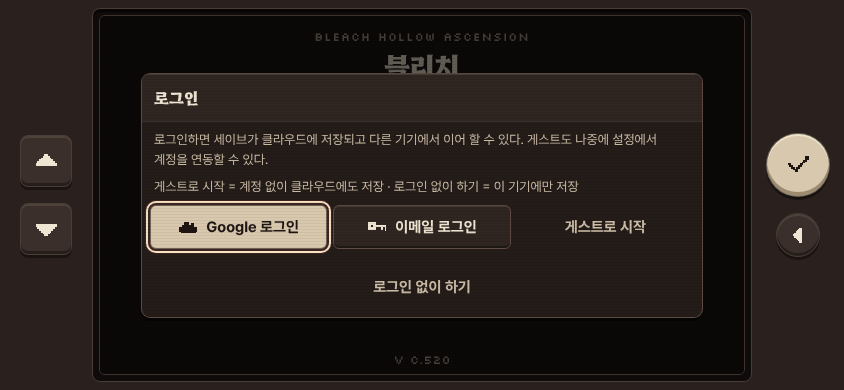 BLEACH HOLLOW ASCENSION
블리치
로그인
로그인하면 세이브가 클라우드에 저장되고 다른 기기에서 이어 할 수 있다. 게스트도 나중에 설정에서
계정을 연동할 수 있다.
게스트로 시작 = 계정 없이 클라우드에도 저장 · 로그인 없이 하기 = 이 기기에만 저장
Google 로그인
이메일 로그인
게스트로 시작
로그인 없이 하기
V 0.520